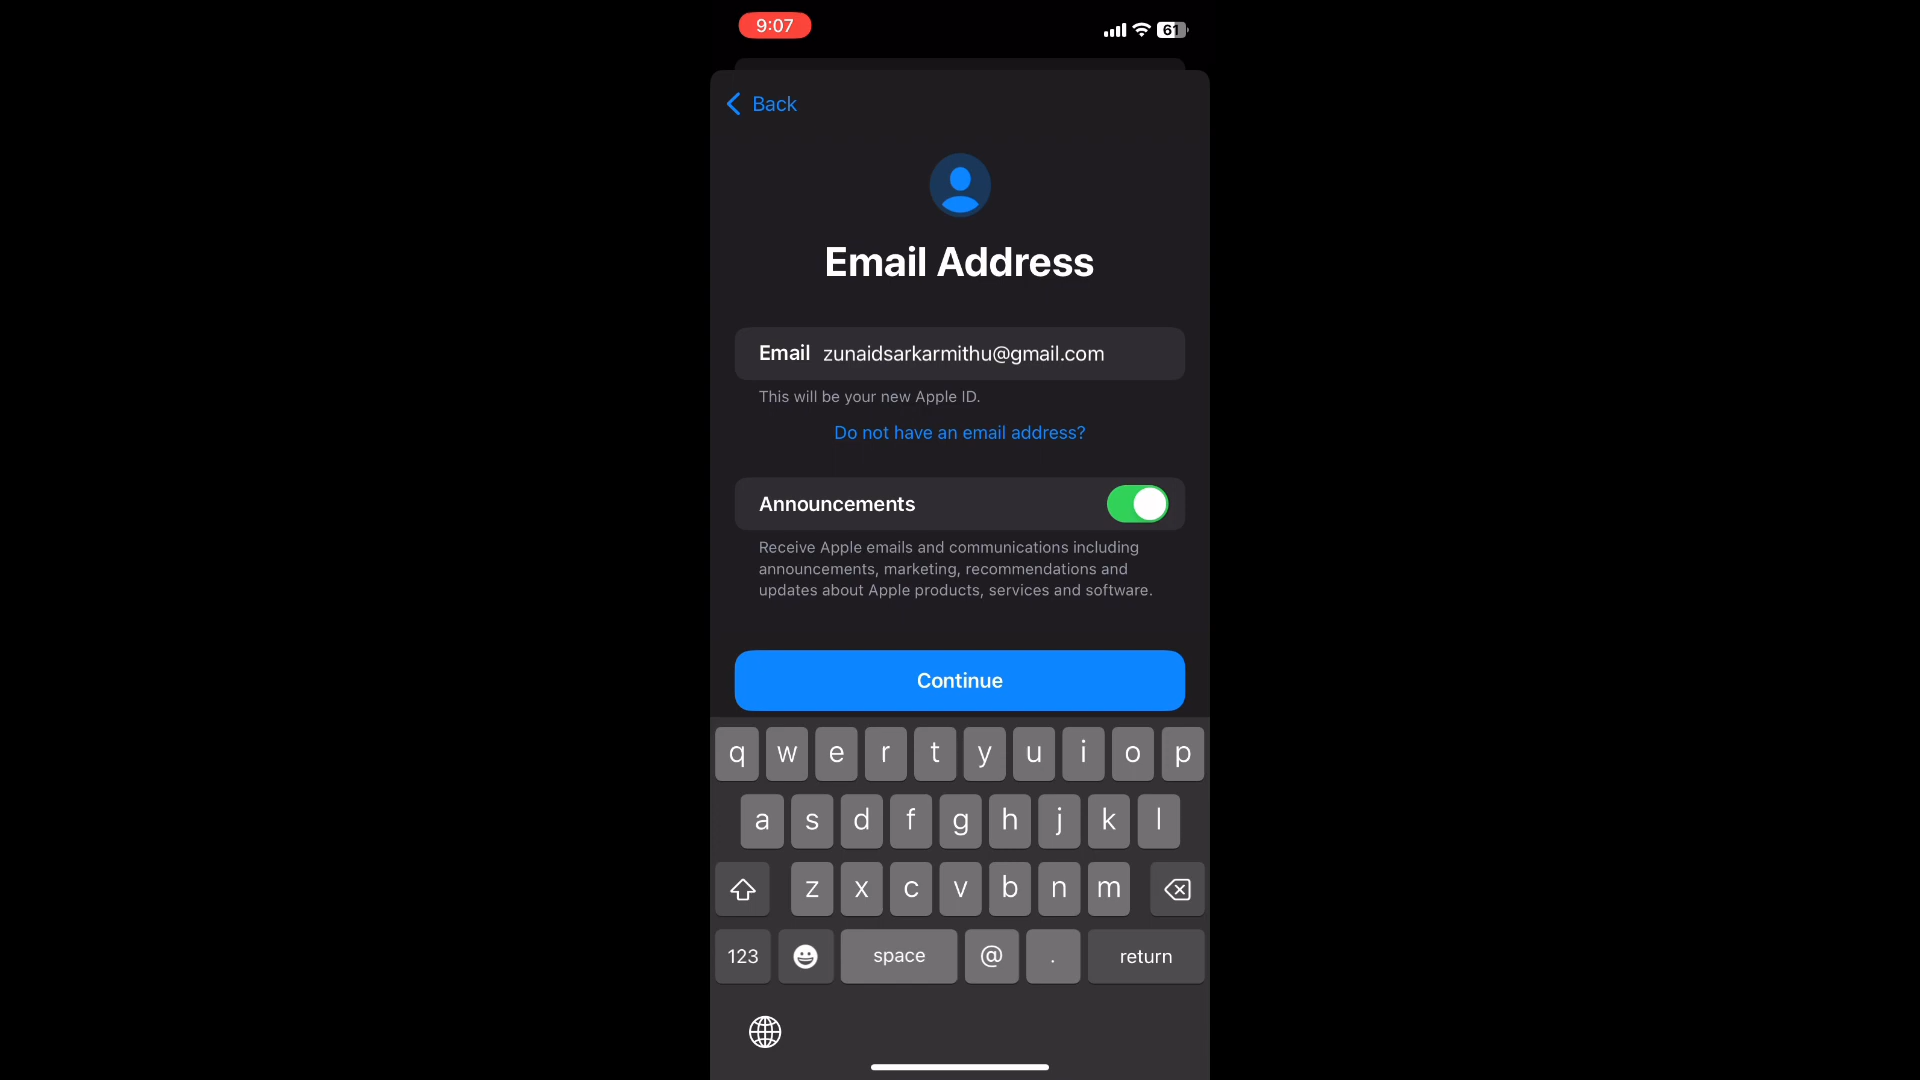 9:07
61
Back
Email Address
Email zunaidsarkarmithu@gmail.com
This will be your new Apple ID.
Do not have an email address?
Announcements
Receive Apple emails and communications including
announcements, marketing, recommendations and
updates about Apple products, services and software.
Continue
q w e r t y u i o p
a s d f g h j k l
z x c v b n m
123 space @ . return